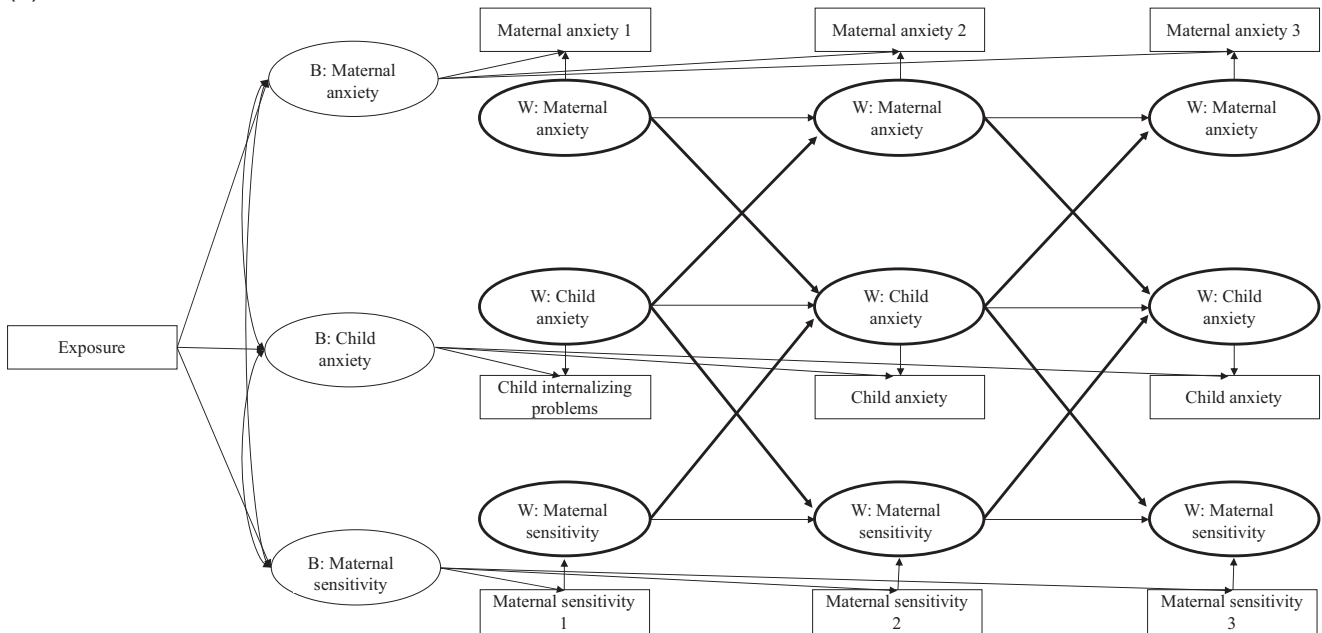 Maternal anxiety 1
Maternal anxiety 2
Maternal anxiety 3
B: Maternal
anxiety
W: Maternal
anxiety
W: Maternal
anxiety
W: Maternal
anxiety
Exposure
B: Child
anxiety
W: Child
anxiety
W: Child
anxiety
W: Child
anxiety
Child internalizing
problems
Child anxiety
Child anxiety
W: Maternal
sensitivity
W: Maternal
sensitivity
W: Maternal
sensitivity
B: Maternal
sensitivity
Maternal sensitivity
1
Maternal sensitivity
2
Maternal sensitivity
3